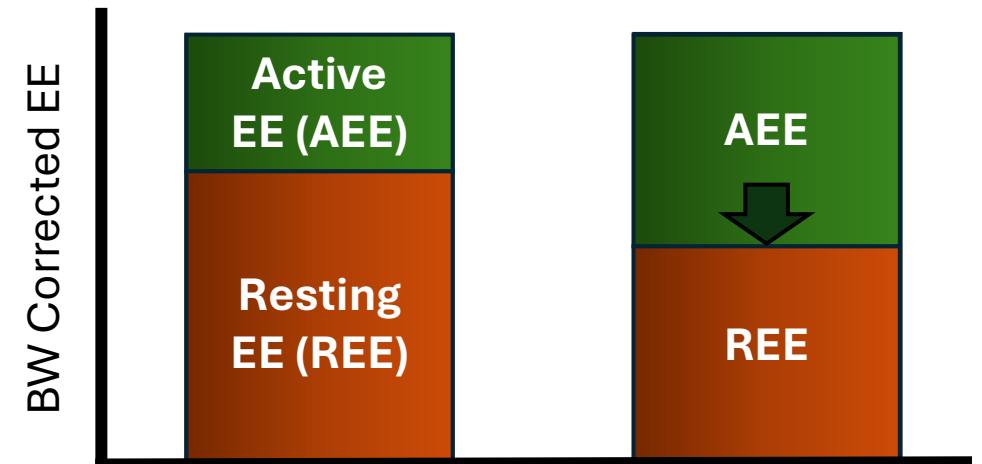 BW Corrected EE
Active
EE (AEE)
Resting
EE (REE)
AEE
REE